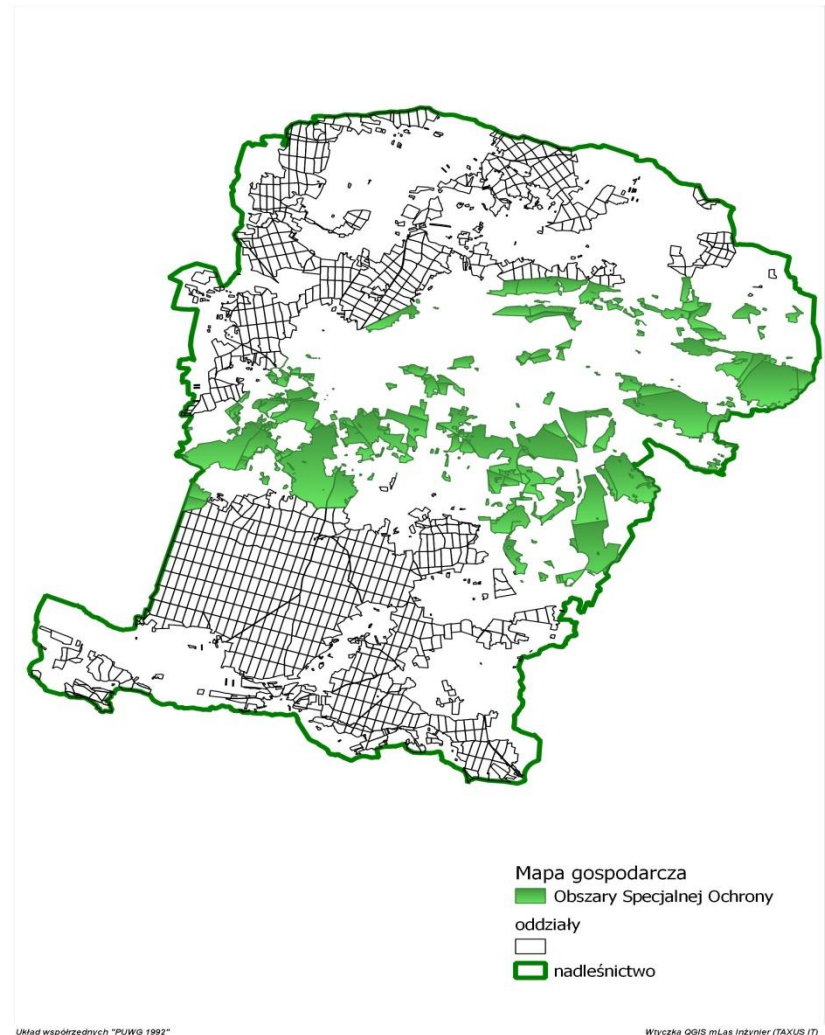 Mapa gospodarcza
Obszary Specjalnej Ochrony
oddziały
nadleśnictwo
Układ współrzędnych "PUWG 1992"
Wtyczka QGIS mLas Inżynier (TAXUS IT)